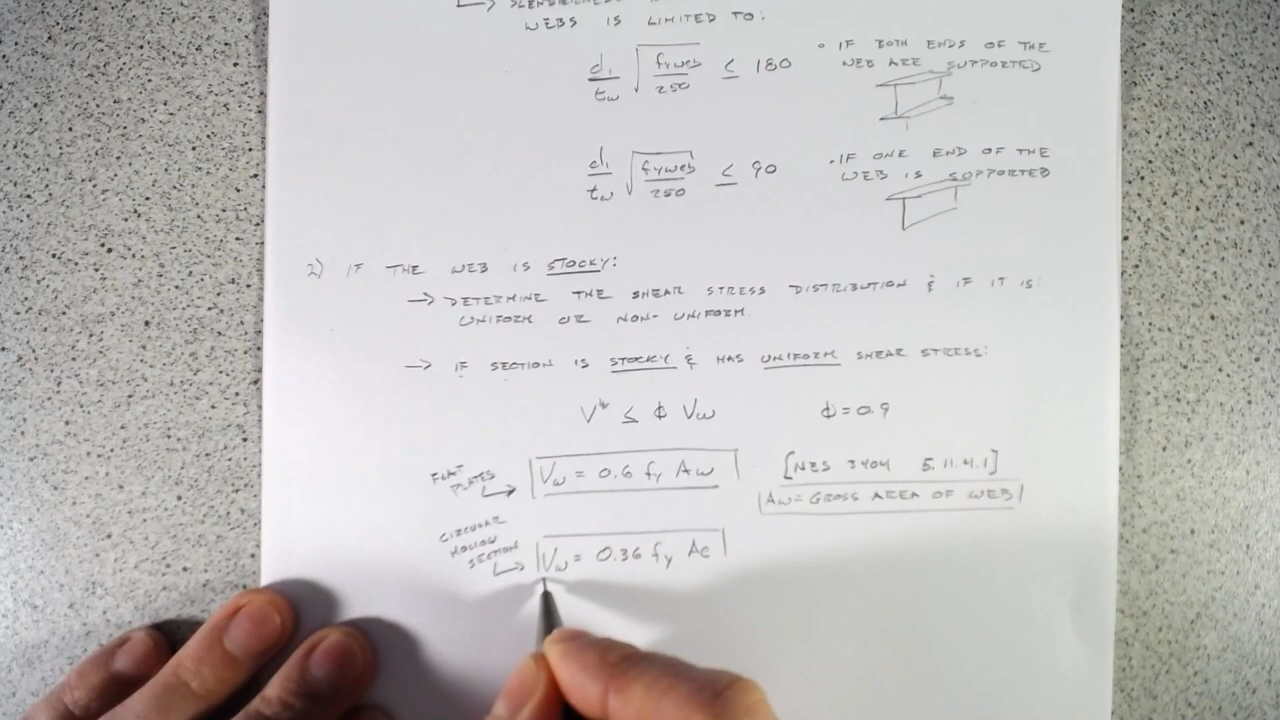 ↳ SLENDERNESS
WEBS IS LIMITED TO:
d₁/tw √(fyweb/250) ≤ 180
• IF BOTH ENDS OF THE
WEB ARE SUPPORTED
d₁/tw √(fyweb/250) ≤ 90
• IF ONE END OF THE
WEB IS SUPPORTED
2) IF THE WEB IS STOCKY:
→ DETERMINE THE SHEAR STRESS DISTRIBUTION & IF IT IS:
UNIFORM OR NON-UNIFORM.
→ IF SECTION IS STOCKY & HAS UNIFORM SHEAR STRESS:
V* ≤ ϕ Vw ϕ = 0.9
FLAT
PLATES
Vw = 0.6 fy Aw
[NZS 3404 5.11.4.1]
Aw = GROSS AREA OF WEB
CIRCULAR
HOLLOW
SECTION
Vw = 0.36 fy Ae